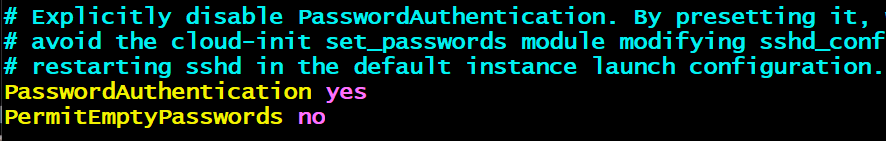 # Explicitly disable PasswordAuthentication. By presetting it,
# avoid the cloud-init set_passwords module modifying sshd_conf
# restarting sshd in the default instance launch configuration.
PasswordAuthentication yes
PermitEmptyPasswords no